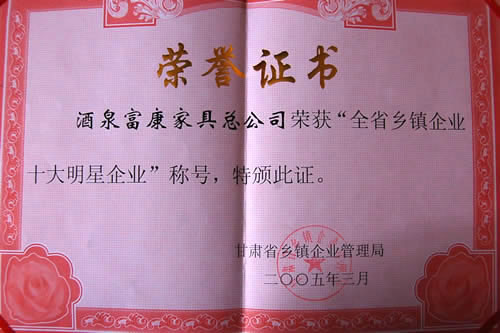 荣誉证书
酒泉富康家具总公司荣获“全省乡镇企业
十大明星企业”称号，特颁此证。
甘肃省乡镇企业管理局
二〇〇五年三月